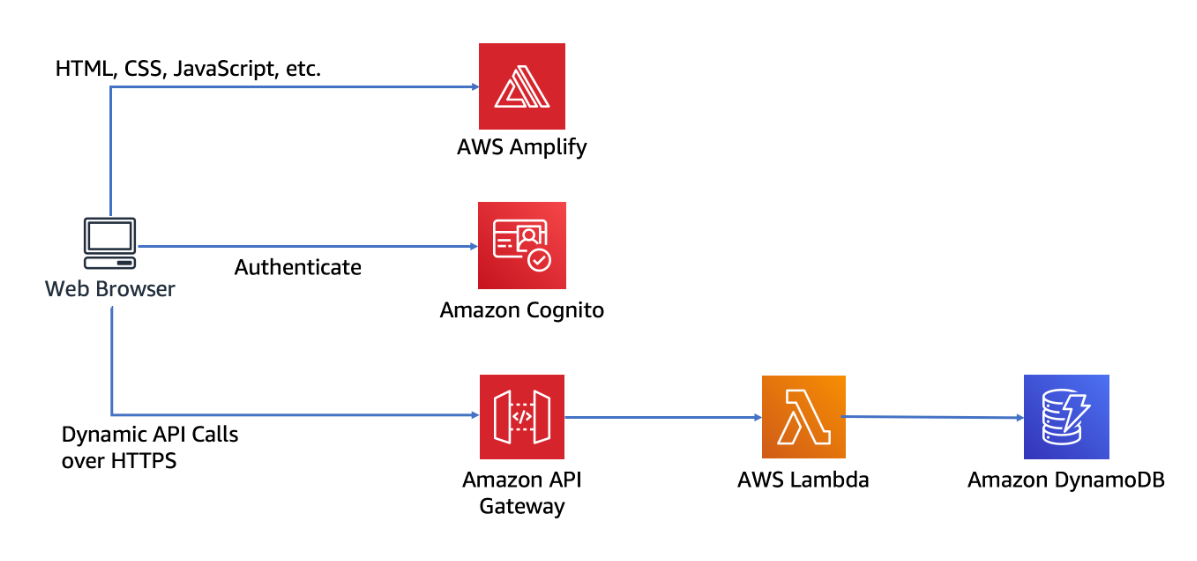 HTML, CSS, JavaScript, etc.
AWS Amplify
Authenticate
Web Browser
Amazon Cognito
Dynamic API Calls
over HTTPS
Amazon API
Gateway
AWS Lambda
Amazon DynamoDB